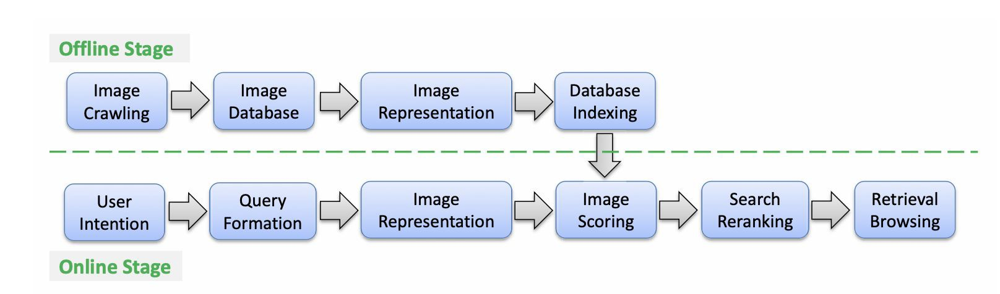 Offline Stage
Image
Crawling
Image
Database
Image
Representation
Database
Indexing
User
Intention
Query
Formation
Image
Representation
Image
Scoring
Search
Reranking
Retrieval
Browsing
Online Stage